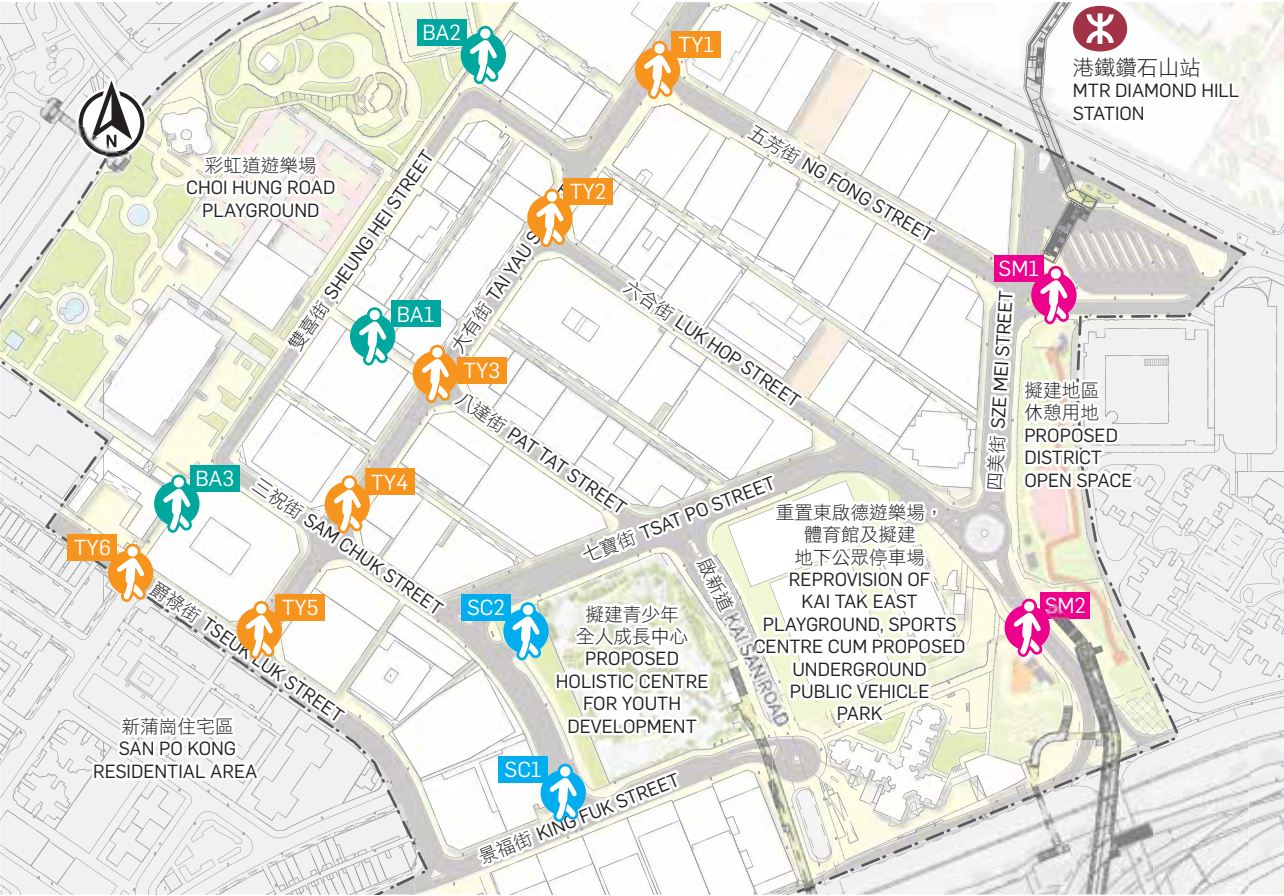 BA2
TY1
港鐵鑽石山站
MTR DIAMOND HILL
STATION
N
彩虹道遊樂場
CHOI HUNG ROAD
PLAYGROUND
五芳街 NG FONG STREET
雙喜街 SHEUNG HEI STREET
TY2
大有街 TAI YAU S
SM1
BA1
六合街 LUK HOP STREET
四美街 SZE MEI STREET
TY3
八達街 PAT TAT STREET
擬建地區
休憩用地
PROPOSED
DISTRICT
OPEN SPACE
BA3
三祝街 SAM CHUK STREET
TY4
七寶街 TSAT PO STREET
重置東啟德遊樂場，
體育館及擬建
地下公眾停車場
REPROVISION OF
KAI TAK EAST
PLAYGROUND, SPORTS
CENTRE CUM PROPOSED
UNDERGROUND
PUBLIC VEHICLE
PARK
TY6
爵祿街 TSEUK LUK STREET
TY5
SC2
擬建青少年
全人成長中心
PROPOSED
HOLISTIC CENTRE
FOR YOUTH
DEVELOPMENT
啟新道 KAI SAN ROAD
SM2
新蒲崗住宅區
SAN PO KONG
RESIDENTIAL AREA
SC1
景福街 KING FUK STREET